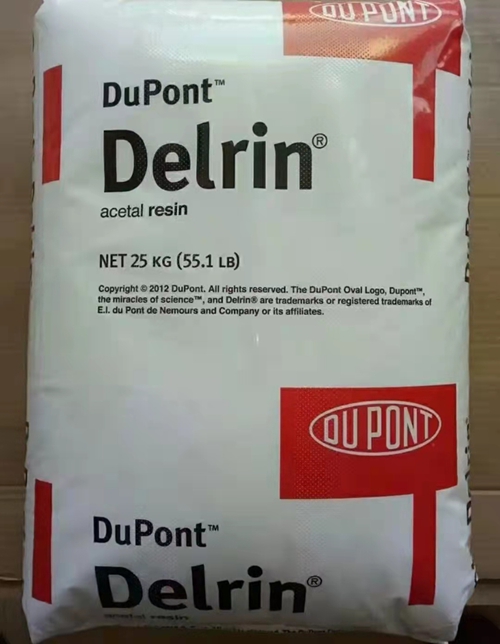 DU PONT
DuPont™
Delrin®
acetal resin
NET 25 KG (55.1 LB)
Copyright © 2012 DuPont. All rights reserved. The DuPont Oval Logo, Dupont™,
the miracles of science™, and Delrin® are trademarks or registered trademarks of
E.I. du Pont de Nemours and Company or its affiliates.
DU PONT
DuPont™
Delrin®
acetal resin